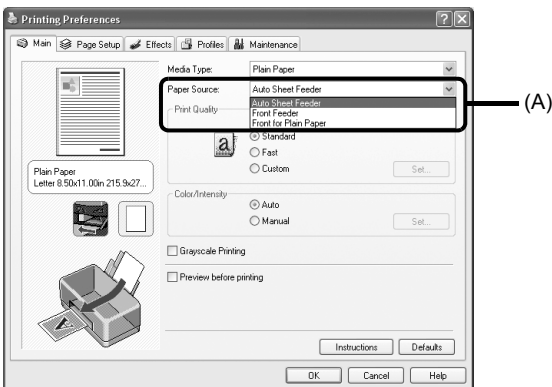 Printing Preferences
Main Page Setup Effects Profiles Maintenance
Media Type: Plain Paper
Paper Source: Auto Sheet Feeder
Auto Sheet Feeder
Front Feeder
Front for Plain Paper
(A)
Print Quality
Standard
Fast
Custom Set...
Plain Paper
Letter 8.50x11.00in 215.9x27...
Color/Intensity
Auto
Manual Set...
Grayscale Printing
Preview before printing
Instructions Defaults
OK Cancel Help